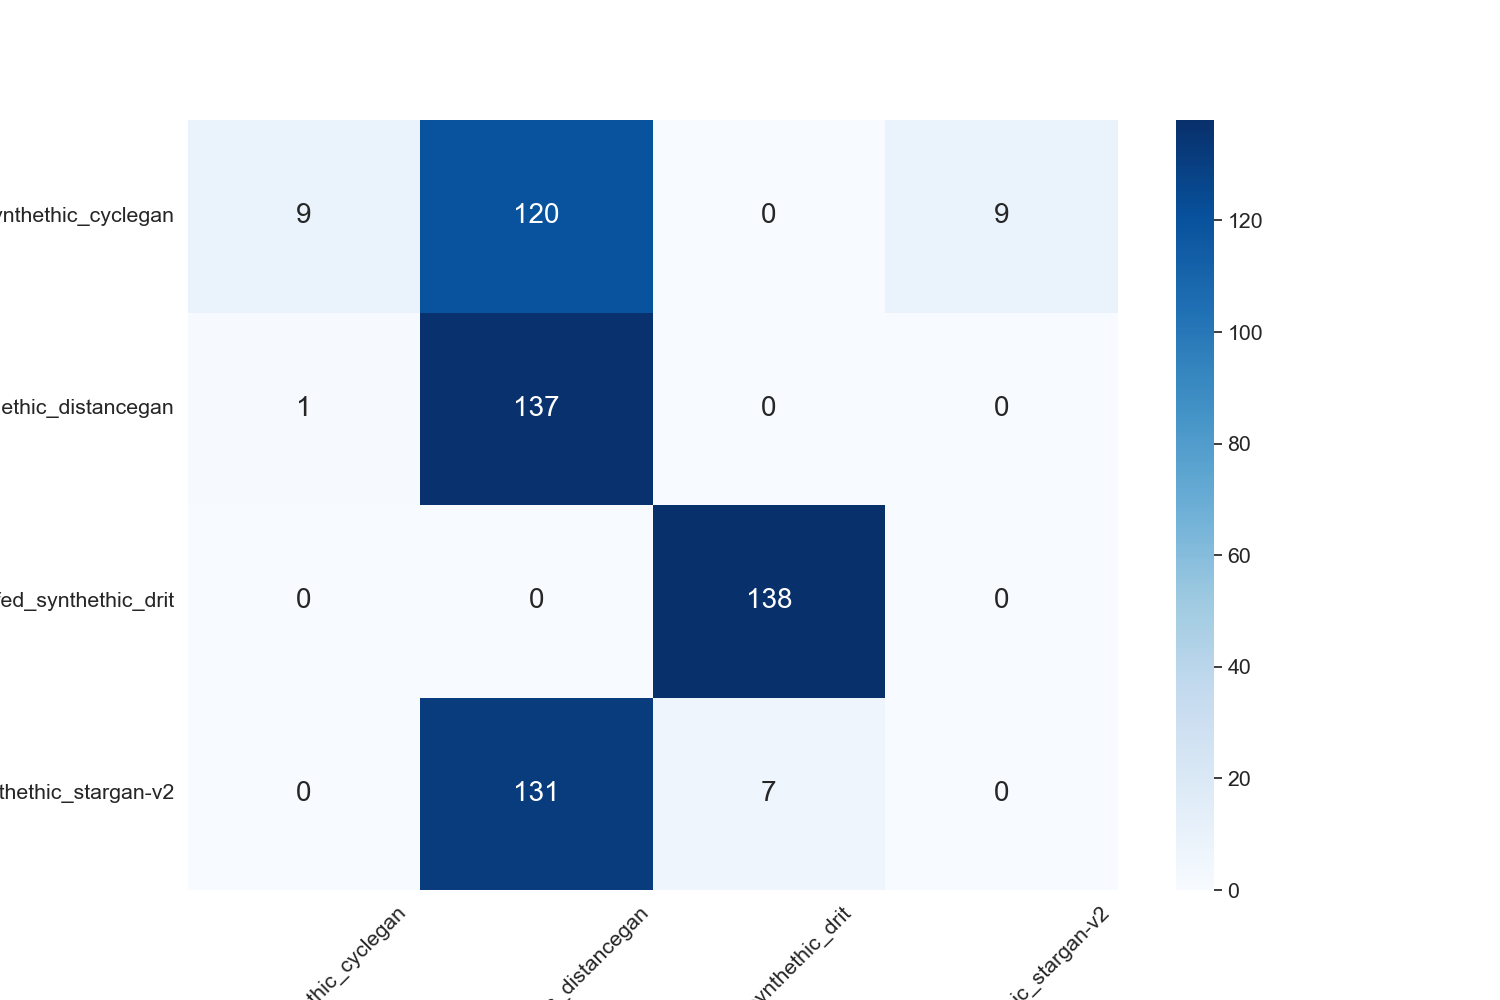 ynthethic_cyclegan 9 120 0 9
ethic_distancegan 1 137 0 0
fed_synthethic_drit 0 0 138 0
thethic_stargan-v2 0 131 7 0
thic_cyclegan
_distancegan
ynthethic_drit
ic_stargan-v2
120
100
80
60
40
20
0